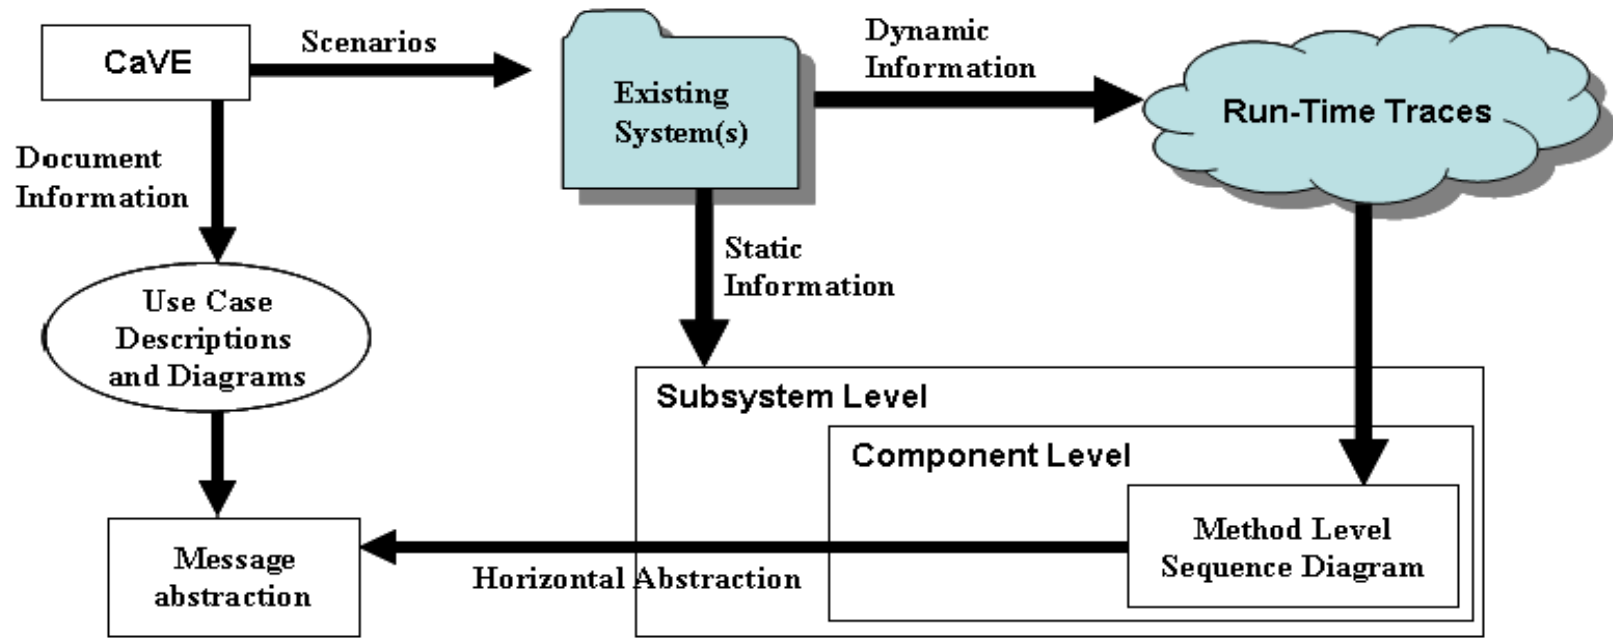 CaVE
Scenarios
Existing
System(s)
Dynamic
Information
Run-Time Traces
Document
Information
Static
Information
Use Case
Descriptions
and Diagrams
Subsystem Level
Component Level
Method Level
Sequence Diagram
Horizontal Abstraction
Message
abstraction